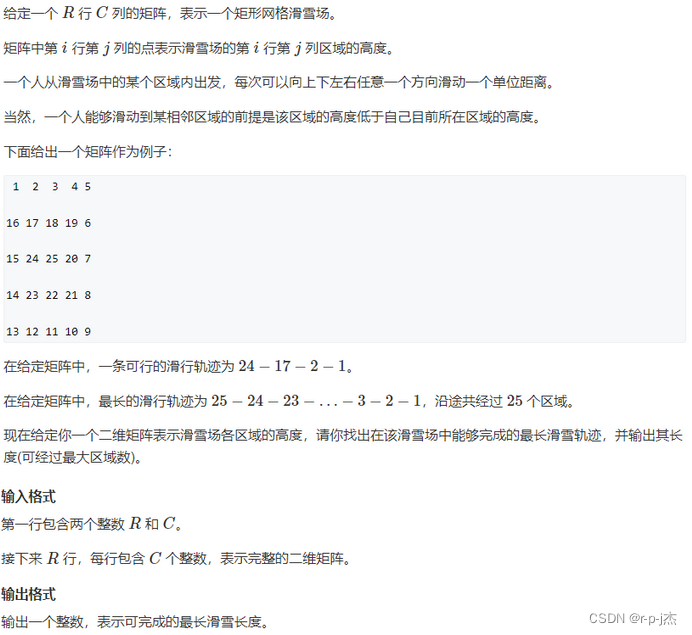 给定一个 R 行 C 列的矩阵，表示一个矩形网格滑雪场。
矩阵中第 i 行第 j 列的点表示滑雪场的第 i 行第 j 列区域的高度。
一个人从滑雪场中的某个区域内出发，每次可以向上下左右任意一个方向滑动一个单位距离。
当然，一个人能够滑动到某相邻区域的前提是该区域的高度低于自己目前所在区域的高度。
下面给出一个矩阵作为例子：
1 2 3 4 5
16 17 18 19 6
15 24 25 20 7
14 23 22 21 8
13 12 11 10 9
在给定矩阵中，一条可行的滑行轨迹为 24 − 17 − 2 − 1。
在给定矩阵中，最长的滑行轨迹为 25 − 24 − 23 − … − 3 − 2 − 1，沿途共经过 25 个区域。
现在给定你一个二维矩阵表示滑雪场各区域的高度，请你找出在该滑雪场中能够完成的最长滑雪轨迹，并输出其长
度(可经过最大区域数)。
输入格式
第一行包含两个整数 R 和 C。
接下来 R 行，每行包含 C 个整数，表示完整的二维矩阵。
输出格式
输出一个整数，表示可完成的最长滑雪长度。
CSDN @r-p-j杰